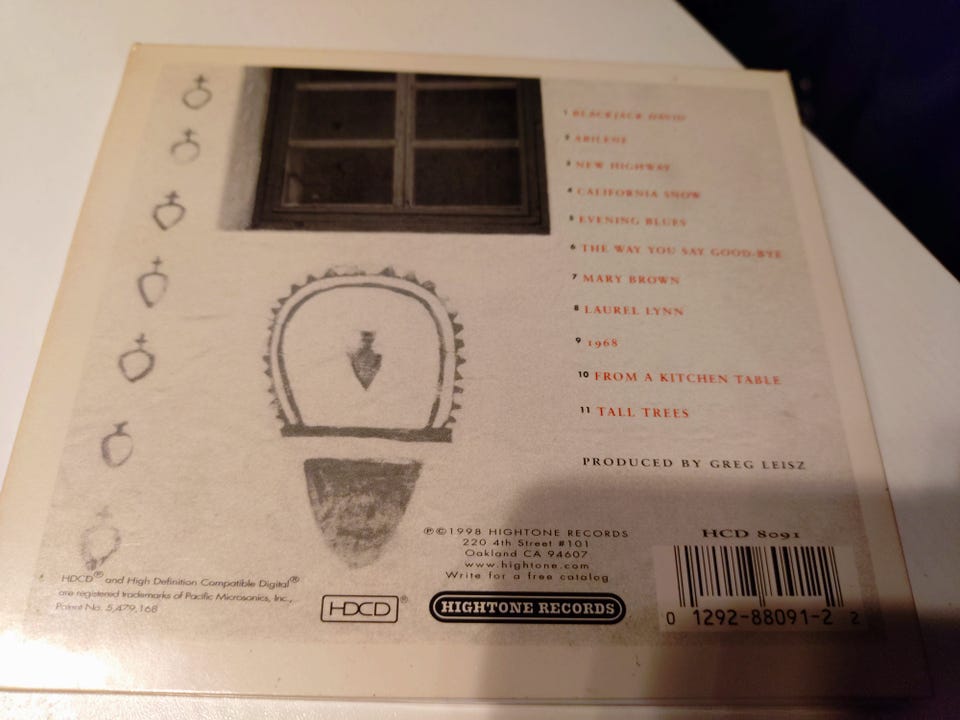 1 BLACKJACK DAVID
2 ABILENE
3 NEW HIGHWAY
4 CALIFORNIA SNOW
5 EVENING BLUES
6 THE WAY YOU SAY GOOD-BYE
7 MARY BROWN
8 LAUREL LYNN
9 1968
10 FROM A KITCHEN TABLE
11 TALL TREES
PRODUCED BY GREG LEISZ
℗©1998 HIGHTONE RECORDS
220 4th Street #101
Oakland CA 94607
www.hightone.com
Write for a free catalog
HCD 8091
HDCD® and High Definition Compatible Digital®
are registered trademarks of Pacific Microsonics, Inc.,
Patent No. 5,479,168
HDCD®
HIGHTONE RECORDS
0 1292-88091-2 2